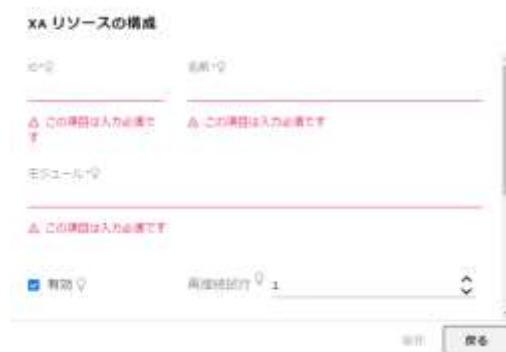 XA リソースの構成
ID*
名前*
⚠ この項目は入力必須で
す
⚠ この項目は入力必須です
モジュール*
⚠ この項目は入力必須です
有効
再接続試行
1
保存
戻る